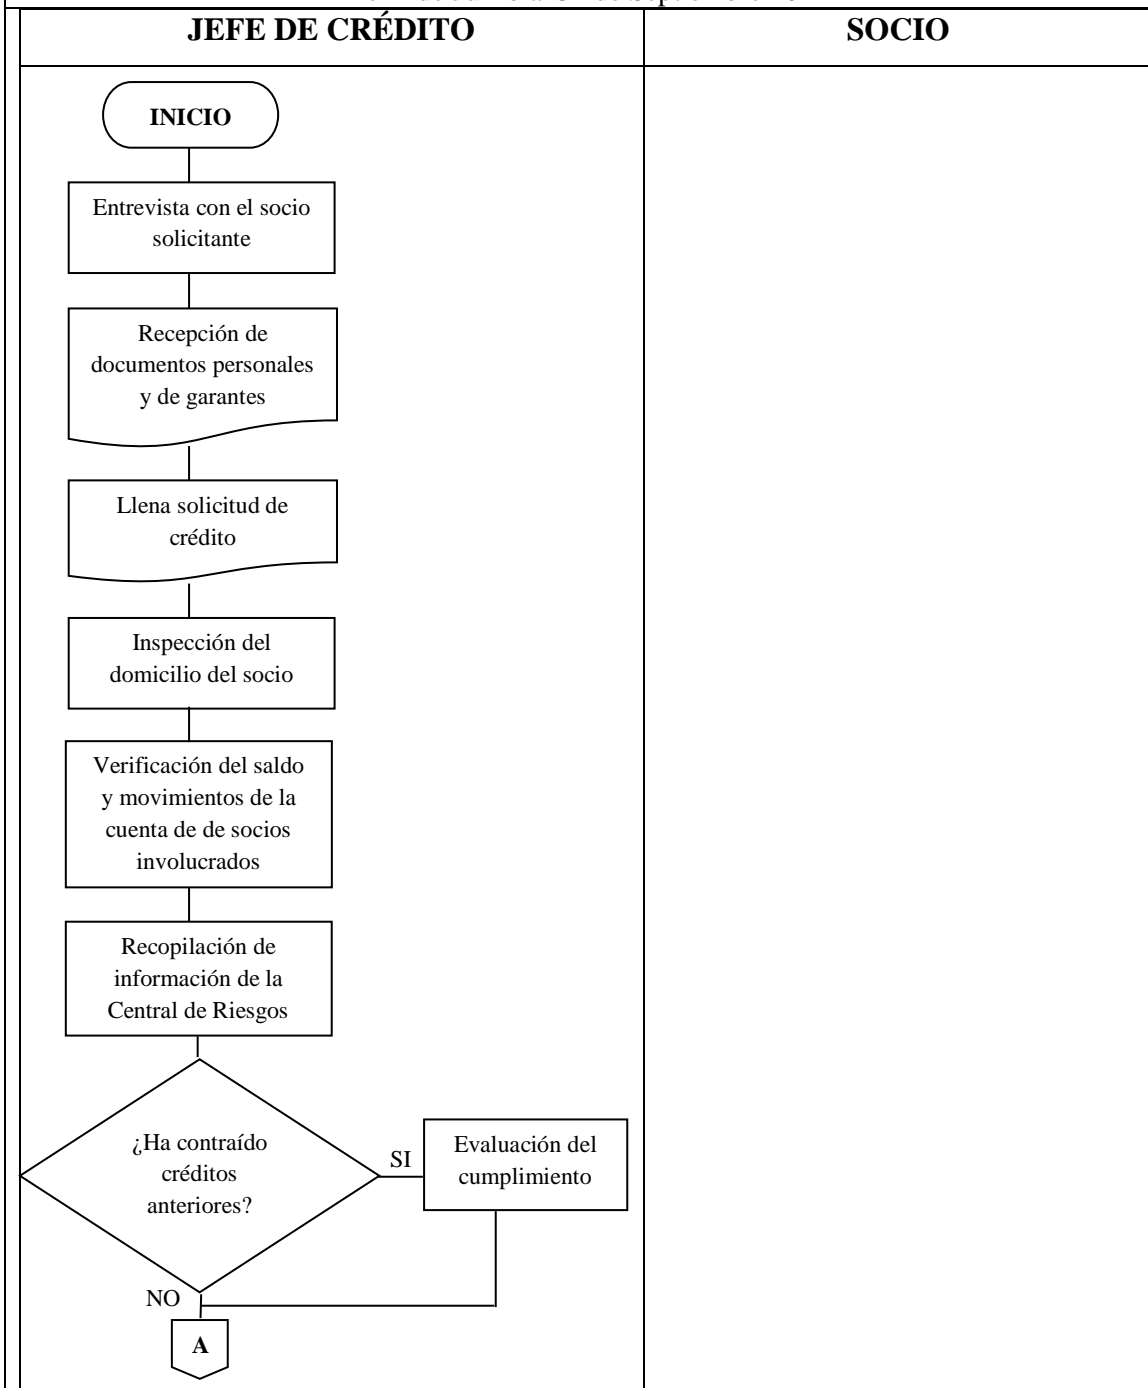 JEFE DE CRÉDITO
SOCIO
INICIO
Entrevista con el socio
solicitante
Recepción de
documentos personales
y de garantes
Llena solicitud de
crédito
Inspección del
domicilio del socio
Verificación del saldo
y movimientos de la
cuenta de de socios
involucrados
Recopilación de
información de la
Central de Riesgos
¿Ha contraído
créditos
anteriores?
SI
Evaluación del
cumplimiento
NO
A